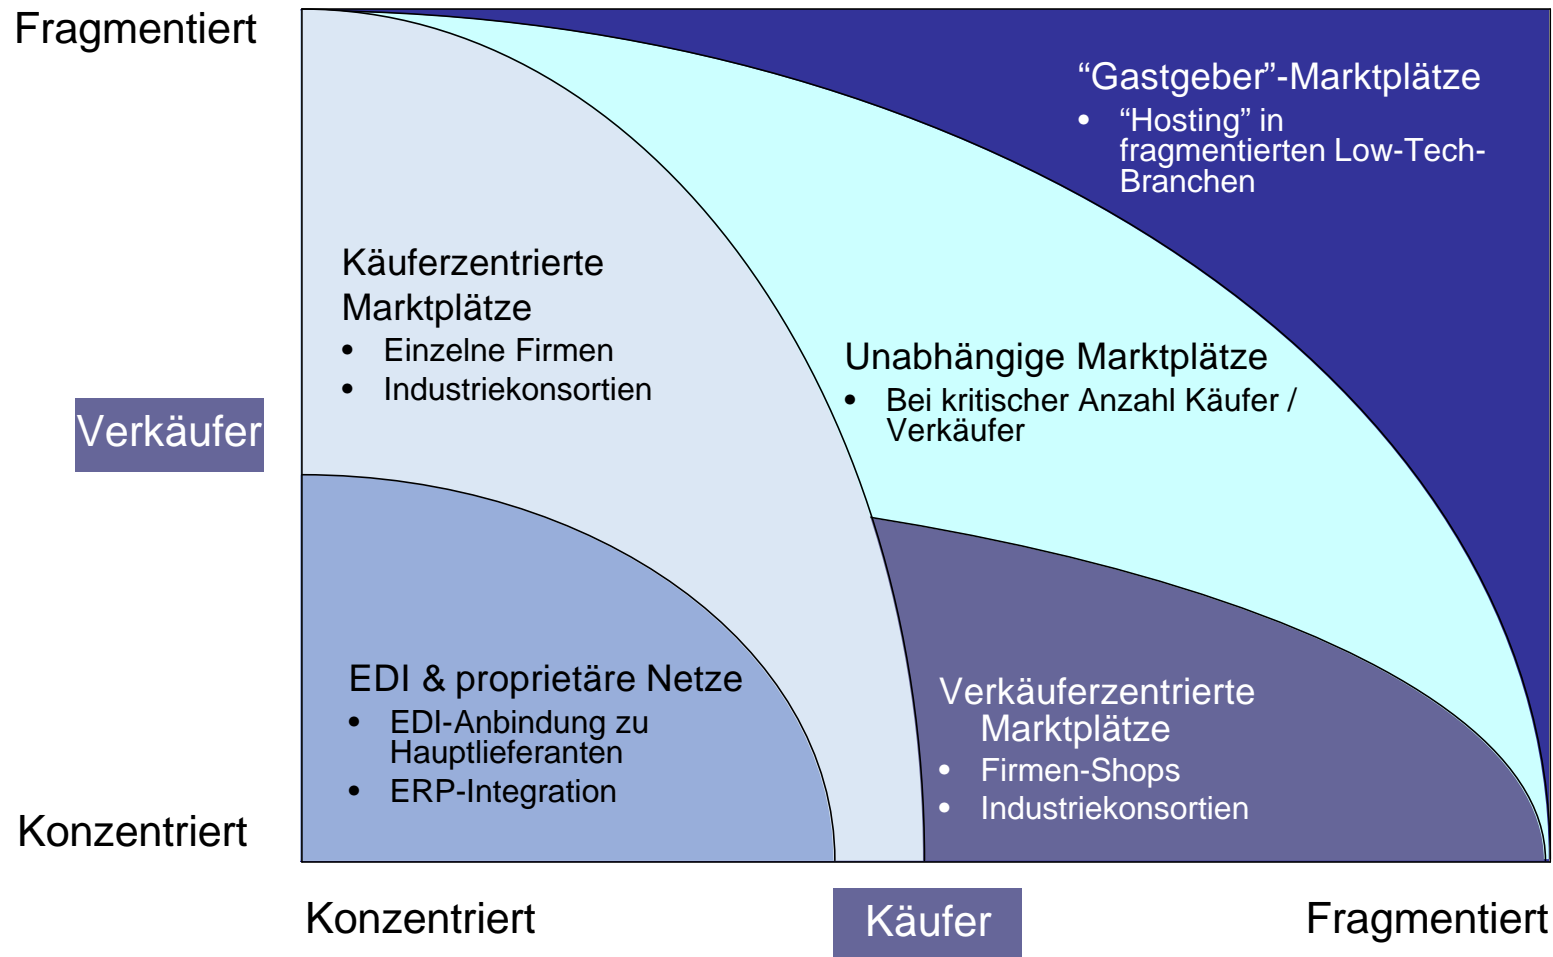 Fragmentiert
“Gastgeber”-Marktplätze
• “Hosting” in
fragmentierten Low-Tech-
Branchen
Käuferzentrierte
Marktplätze
• Einzelne Firmen
• Industriekonsortien
Unabhängige Marktplätze
• Bei kritischer Anzahl Käufer /
Verkäufer
Verkäufer
EDI & proprietäre Netze
• EDI-Anbindung zu
Hauptlieferanten
• ERP-Integration
Verkäuferzentrierte
Marktplätze
• Firmen-Shops
• Industriekonsortien
Konzentriert
Konzentriert
Käufer
Fragmentiert